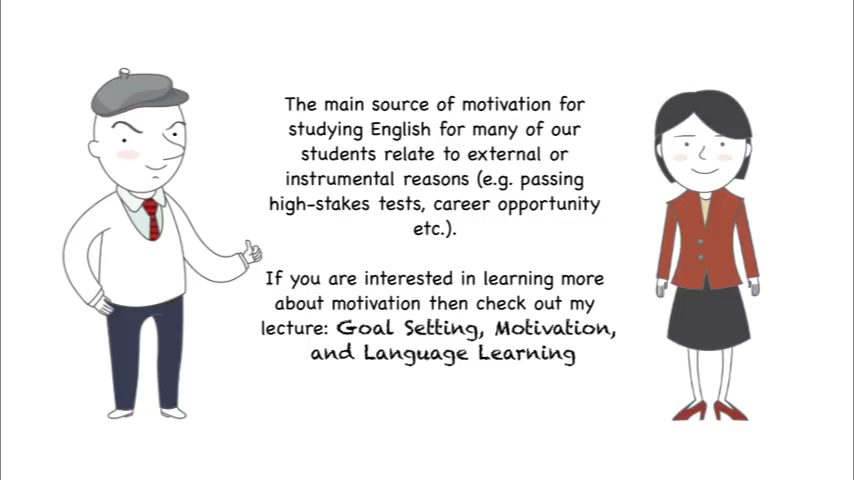 The main source of motivation for
studying English for many of our
students relate to external or
instrumental reasons (e.g. passing
high-stakes tests, career opportunity
etc.).
If you are interested in learning more
about motivation then check out my
lecture: Goal Setting, Motivation,
and Language Learning